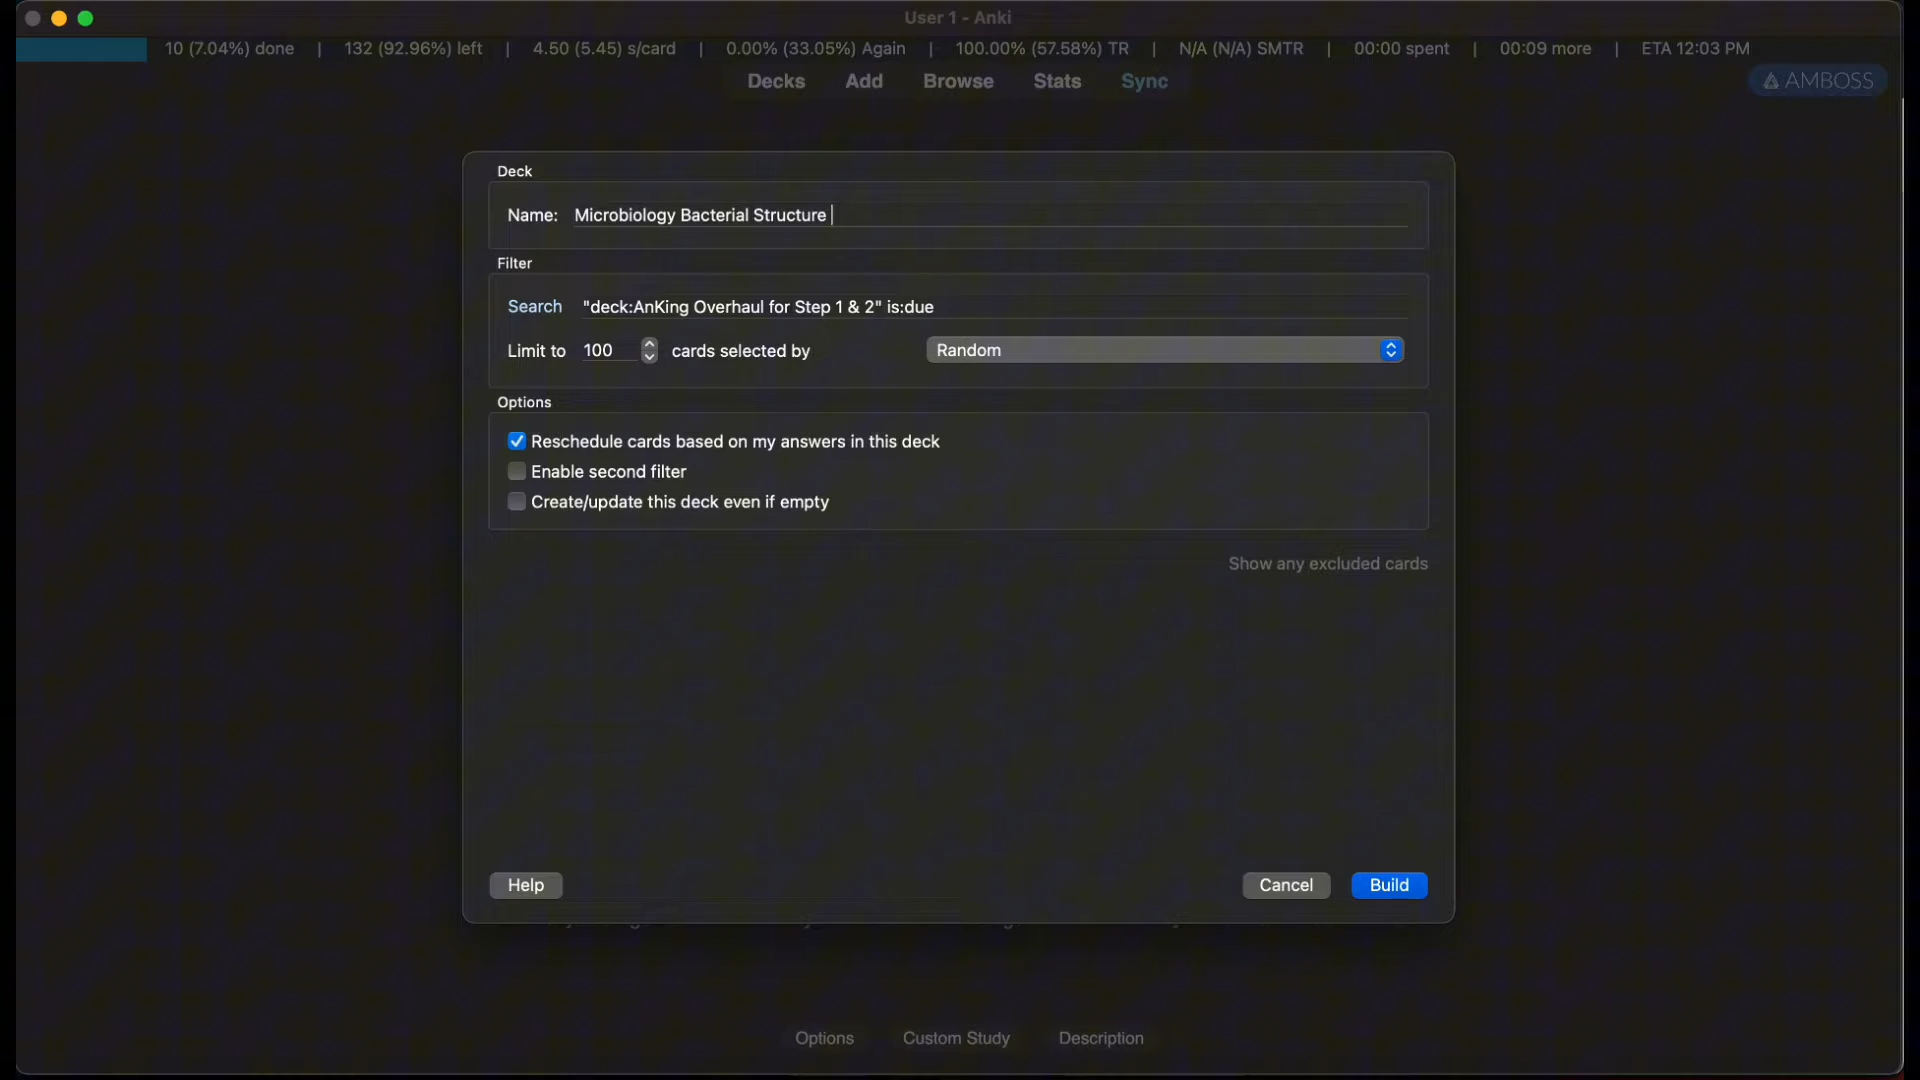 User 1 - Anki
10 (7.04%) done | 132 (92.96%) left | 4.50 (5.45) s/card | 0.00% (33.05%) Again | 100.00% (57.58%) TR | N/A (N/A) SMTR | 00:00 spent | 00:09 more | ETA 12:03 PM
Decks Add Browse Stats Sync
AMBOSS
Deck
Name: Microbiology Bacterial Structure
Filter
Search "deck:AnKing Overhaul for Step 1 & 2" is:due
Limit to 100 cards selected by Random
Options
Reschedule cards based on my answers in this deck
Enable second filter
Create/update this deck even if empty
Show any excluded cards
Help Cancel Build
Options Custom Study Description